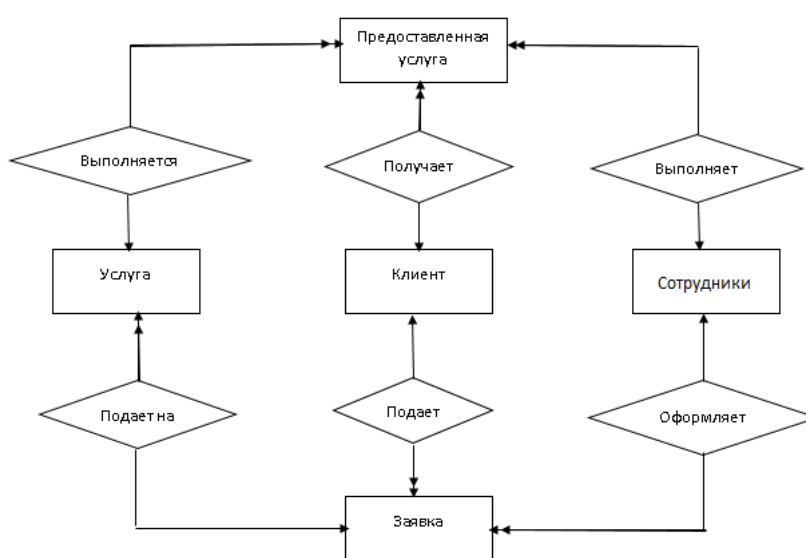 Предоставленная
услуга
Выполняется
Получает
Выполняет
Услуга
Клиент
Сотрудники
Подает на
Подает
Оформляет
Заявка